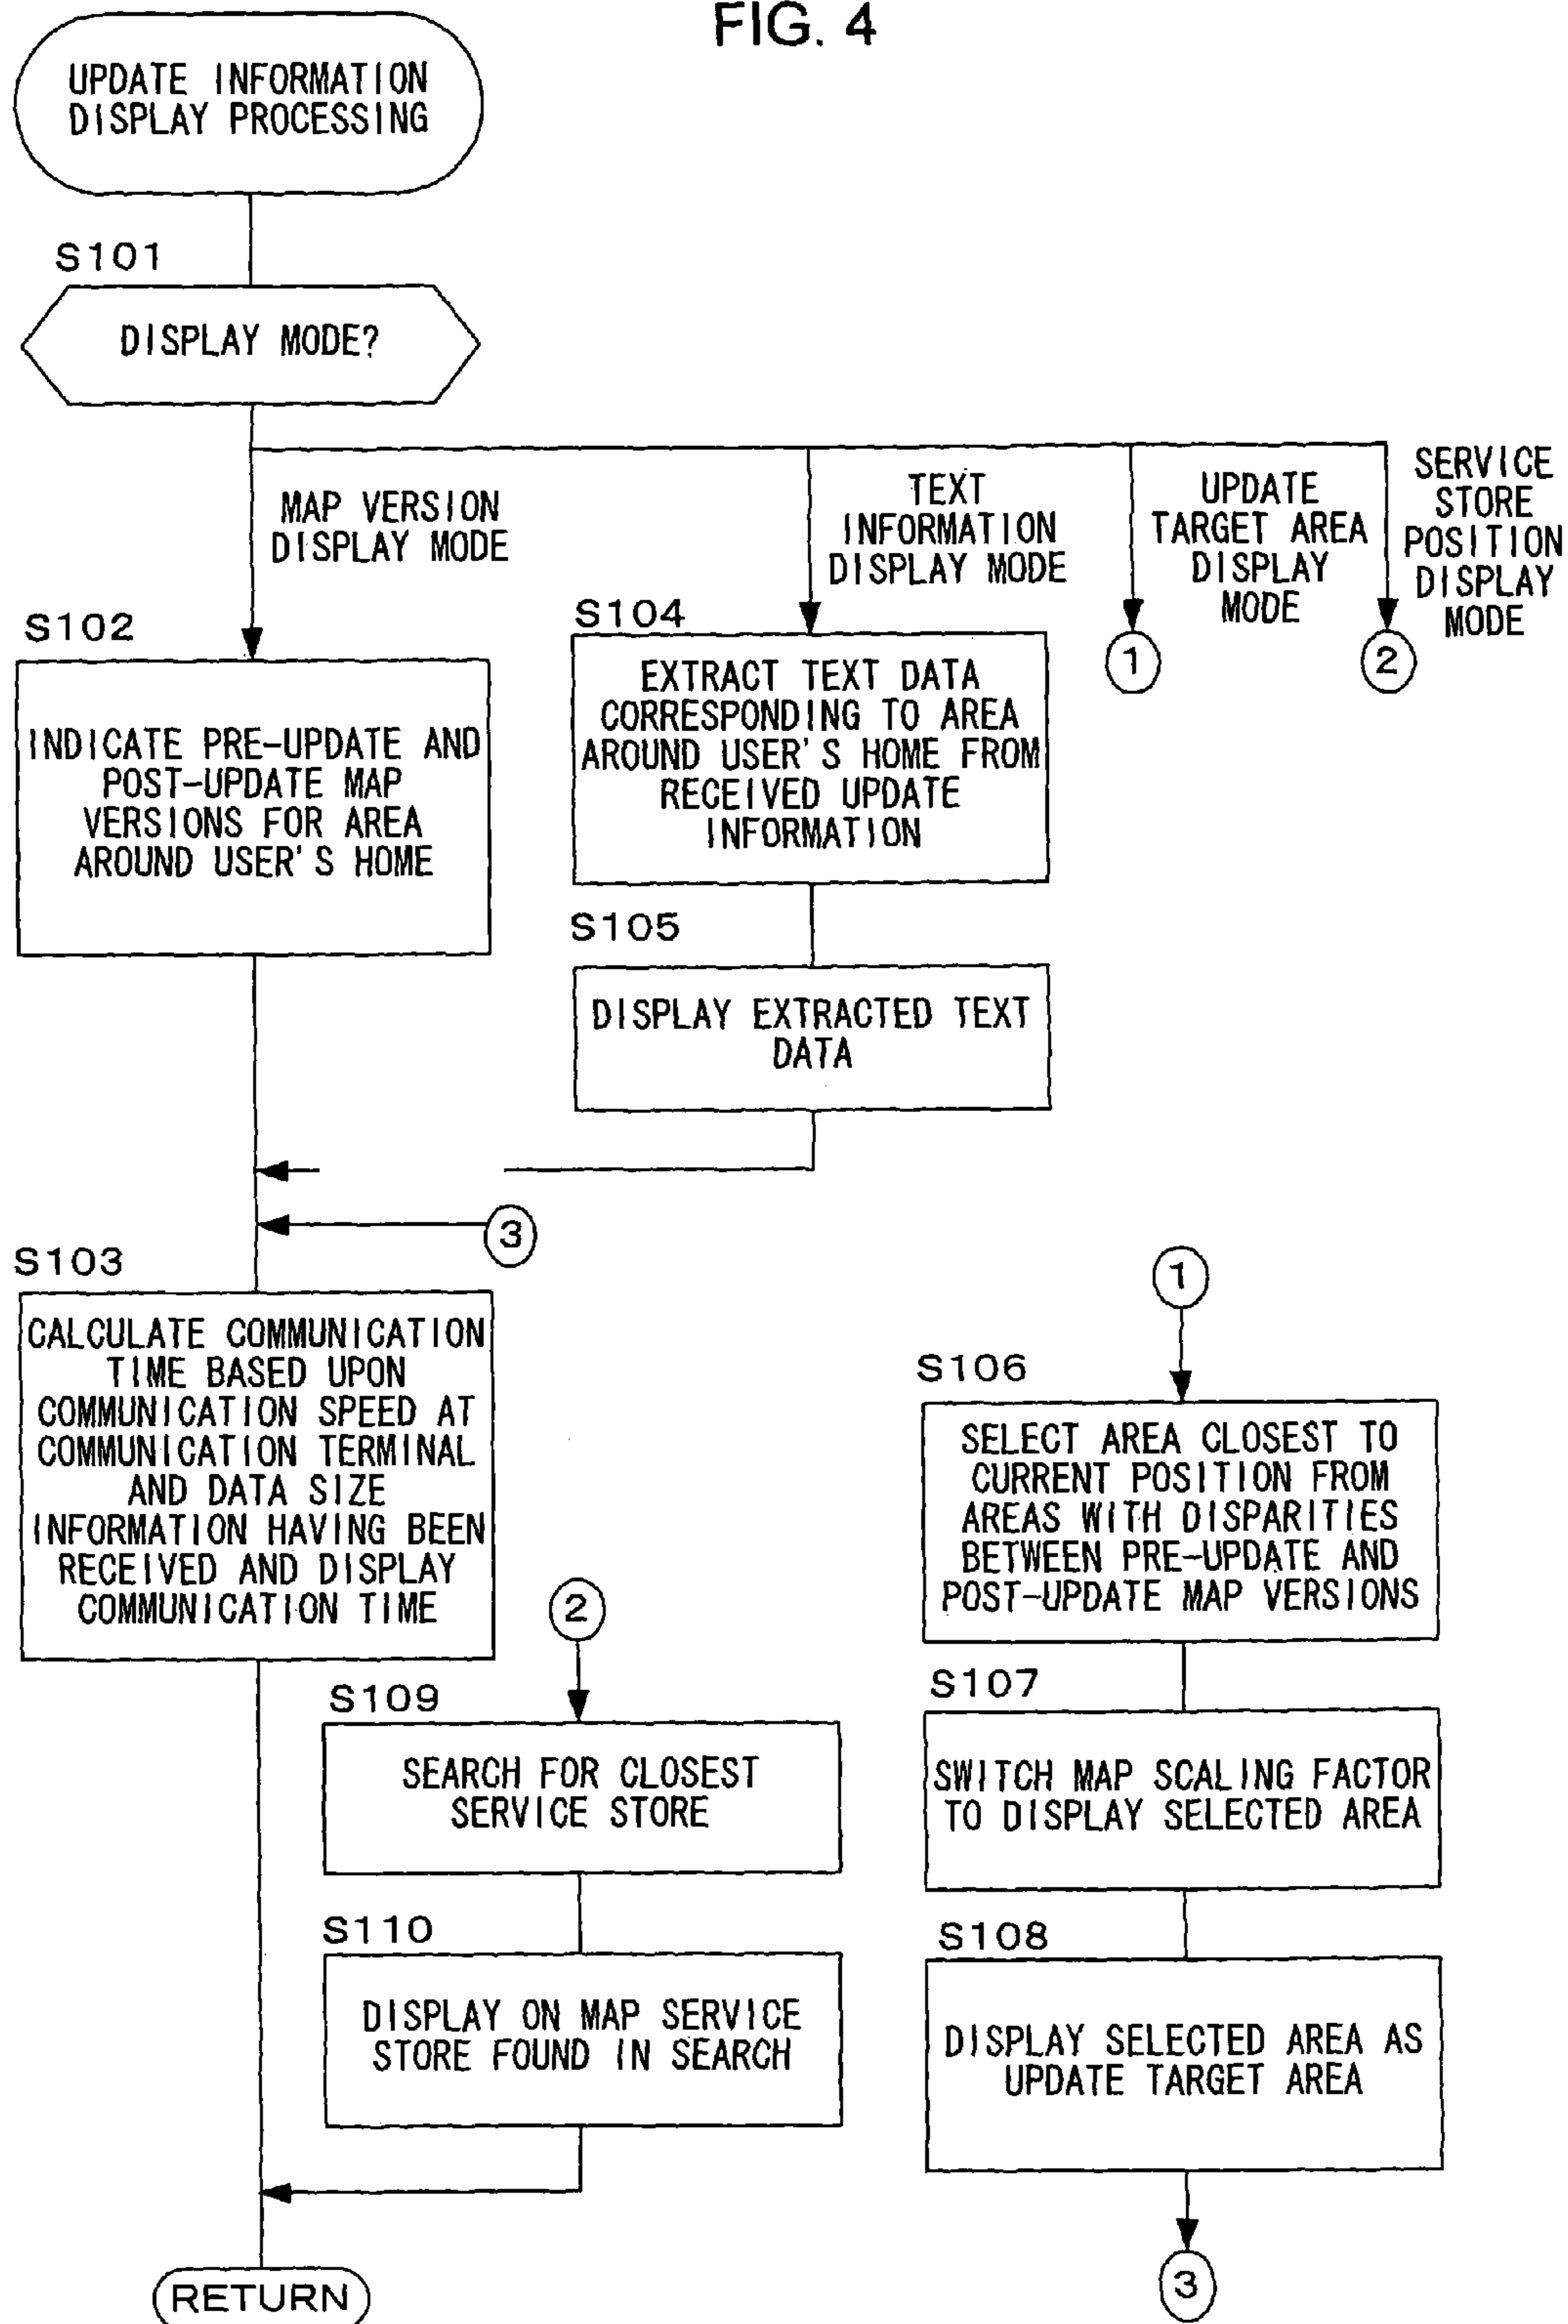 FIG. 4
UPDATE INFORMATION
DISPLAY PROCESSING
S101
DISPLAY MODE?
MAP VERSION
DISPLAY MODE
TEXT
INFORMATION
DISPLAY MODE
UPDATE
TARGET AREA
DISPLAY
MODE
SERVICE
STORE
POSITION
DISPLAY
MODE
1
2
S102
INDICATE PRE-UPDATE AND
POST-UPDATE MAP
VERSIONS FOR AREA
AROUND USER'S HOME
S104
EXTRACT TEXT DATA
CORRESPONDING TO AREA
AROUND USER'S HOME FROM
RECEIVED UPDATE
INFORMATION
S105
DISPLAY EXTRACTED TEXT
DATA
3
S103
CALCULATE COMMUNICATION
TIME BASED UPON
COMMUNICATION SPEED AT
COMMUNICATION TERMINAL
AND DATA SIZE
INFORMATION HAVING BEEN
RECEIVED AND DISPLAY
COMMUNICATION TIME
1
S106
SELECT AREA CLOSEST TO
CURRENT POSITION FROM
AREAS WITH DISPARITIES
BETWEEN PRE-UPDATE AND
POST-UPDATE MAP VERSIONS
2
S109
SEARCH FOR CLOSEST
SERVICE STORE
S107
SWITCH MAP SCALING FACTOR
TO DISPLAY SELECTED AREA
S110
DISPLAY ON MAP SERVICE
STORE FOUND IN SEARCH
S108
DISPLAY SELECTED AREA AS
UPDATE TARGET AREA
3
RETURN